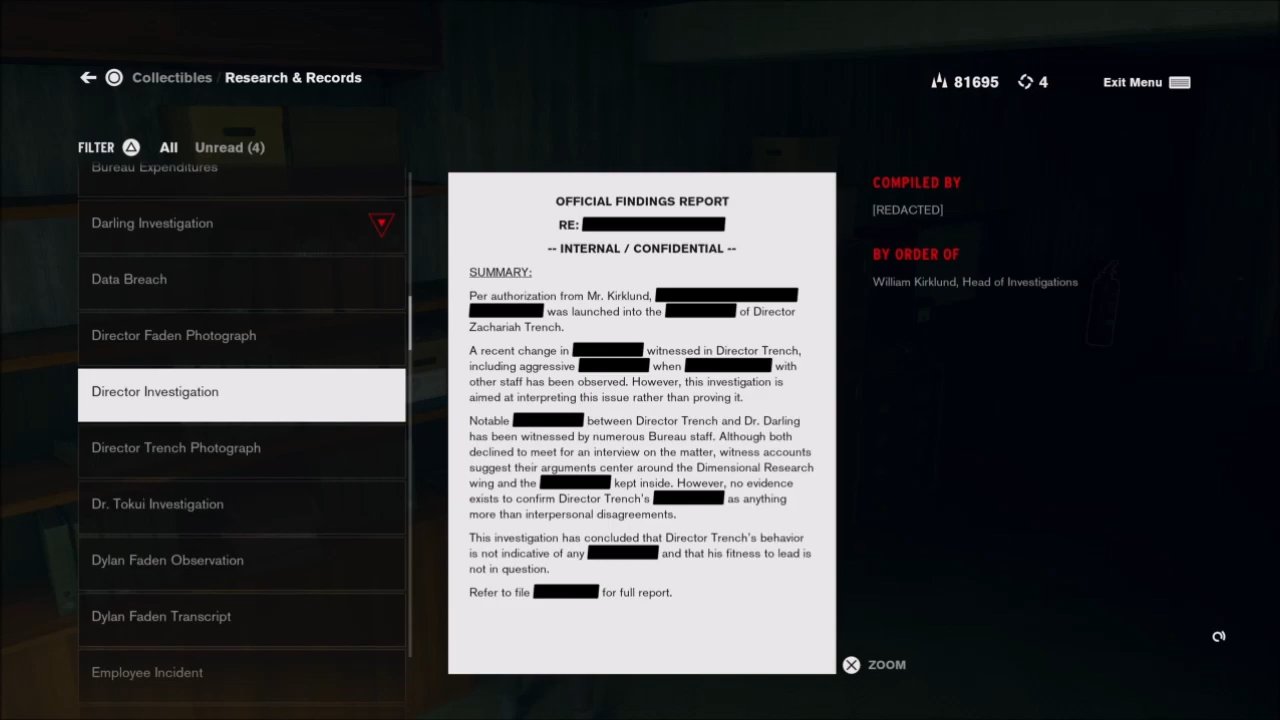 Collectibles / Research & Records
81695 4 Exit Menu
FILTER All Unread (4)
Bureau Expenditures
Darling Investigation
Data Breach
Director Faden Photograph
Director Investigation
Director Trench Photograph
Dr. Tokui Investigation
Dylan Faden Observation
Dylan Faden Transcript
Employee Incident
OFFICIAL FINDINGS REPORT
RE:
-- INTERNAL / CONFIDENTIAL --
SUMMARY:
Per authorization from Mr. Kirklund,
was launched into the of Director
Zachariah Trench.
A recent change in witnessed in Director Trench,
including aggressive when with
other staff has been observed. However, this investigation is
aimed at interpreting this issue rather than proving it.
Notable between Director Trench and Dr. Darling
has been witnessed by numerous Bureau staff. Although both
declined to meet for an interview on the matter, witness accounts
suggest their arguments center around the Dimensional Research
wing and the kept inside. However, no evidence
exists to confirm Director Trench's as anything
more than interpersonal disagreements.
This investigation has concluded that Director Trench's behavior
is not indicative of any and that his fitness to lead is
not in question.
Refer to file for full report.
COMPILED BY
[REDACTED]
BY ORDER OF
William Kirklund, Head of Investigations
ZOOM